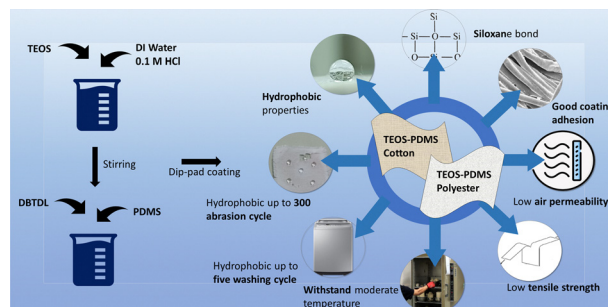 TEOS
DI Water
0.1 M HCl
Stirring
DBTDL
PDMS
Dip-pad coating
Si
O
Si
Si
Si
O
O
Siloxane bond
Hydrophobic
properties
Good coating
adhesion
TEOS-PDMS
Cotton
TEOS-PDMS
Polyester
Hydrophobic up to 300
abrasion cycle
Low air permeability
Hydrophobic up to
five washing cycle
Withstand moderate
temperature
Low tensile strength